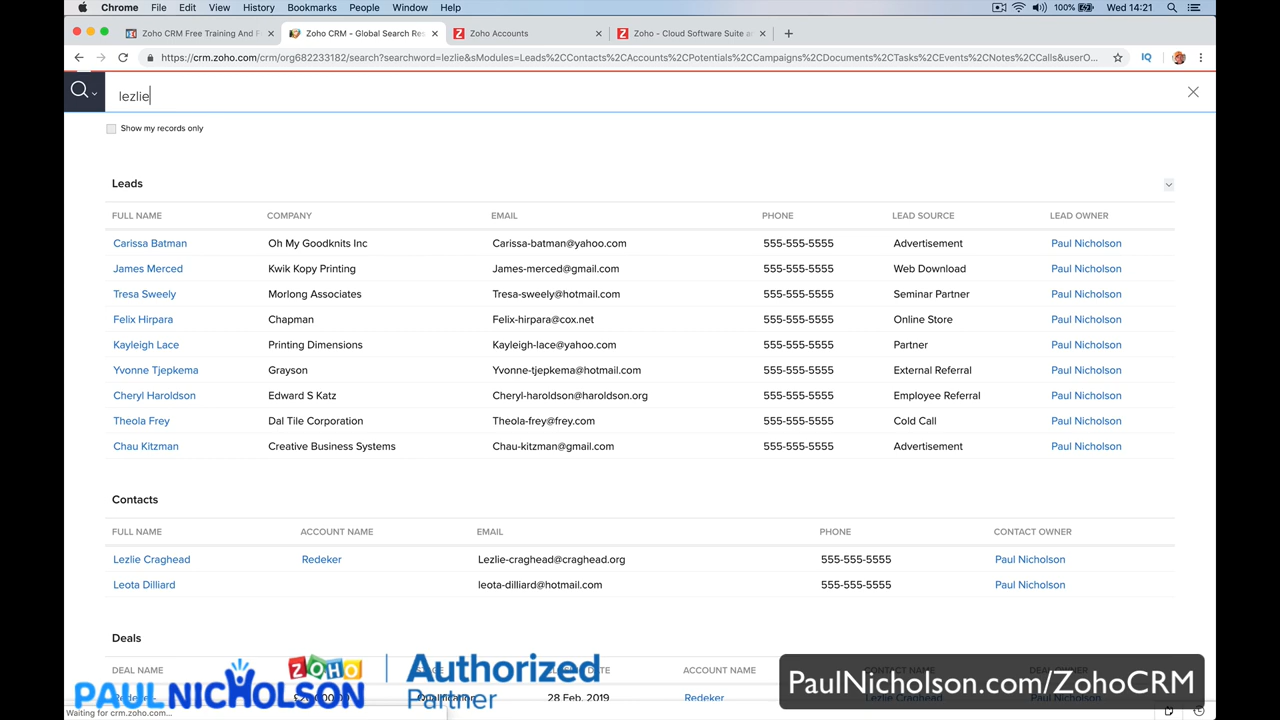 Chrome File Edit View History Bookmarks People Window Help 100% Wed 14:21
Zoho CRM Free Training And F Zoho CRM - Global Search Res Zoho Accounts Zoho - Cloud Software Suite a
https://crm.zoho.com/crm/org682233182/search?searchword=lezlie&sModules=Leads%2CContacts%2CAccounts%2CPotentials%2CCampaigns%2CDocuments%2CTasks%2CEvents%2CNotes%2CCalls&userO... IQ
lezlie
Show my records only
Leads
FULL NAME COMPANY EMAIL PHONE LEAD SOURCE LEAD OWNER
Carissa Batman Oh My Goodknits Inc Carissa-batman@yahoo.com 555-555-5555 Advertisement Paul Nicholson
James Merced Kwik Kopy Printing James-merced@gmail.com 555-555-5555 Web Download Paul Nicholson
Tresa Sweely Morlong Associates Tresa-sweely@hotmail.com 555-555-5555 Seminar Partner Paul Nicholson
Felix Hirpara Chapman Felix-hirpara@cox.net 555-555-5555 Online Store Paul Nicholson
Kayleigh Lace Printing Dimensions Kayleigh-lace@yahoo.com 555-555-5555 Partner Paul Nicholson
Yvonne Tjepkema Grayson Yvonne-tjepkema@hotmail.com 555-555-5555 External Referral Paul Nicholson
Cheryl Haroldson Edward S Katz Cheryl-haroldson@haroldson.org 555-555-5555 Employee Referral Paul Nicholson
Theola Frey Dal Tile Corporation Theola-frey@frey.com 555-555-5555 Cold Call Paul Nicholson
Chau Kitzman Creative Business Systems Chau-kitzman@gmail.com 555-555-5555 Advertisement Paul Nicholson
Contacts
FULL NAME ACCOUNT NAME EMAIL PHONE CONTACT OWNER
Lezlie Craghead Redeker Lezlie-craghead@craghead.org 555-555-5555 Paul Nicholson
Leota Dilliard leota-dilliard@hotmail.com 555-555-5555 Paul Nicholson
Deals
DEAL NAME DATE ACCOUNT NAME
28 Feb, 2019 Redeker
PAUL NICHOLSON ZOHO Authorized
Partner
PaulNicholson.com/ZohoCRM
Waiting for crm.zoho.com...